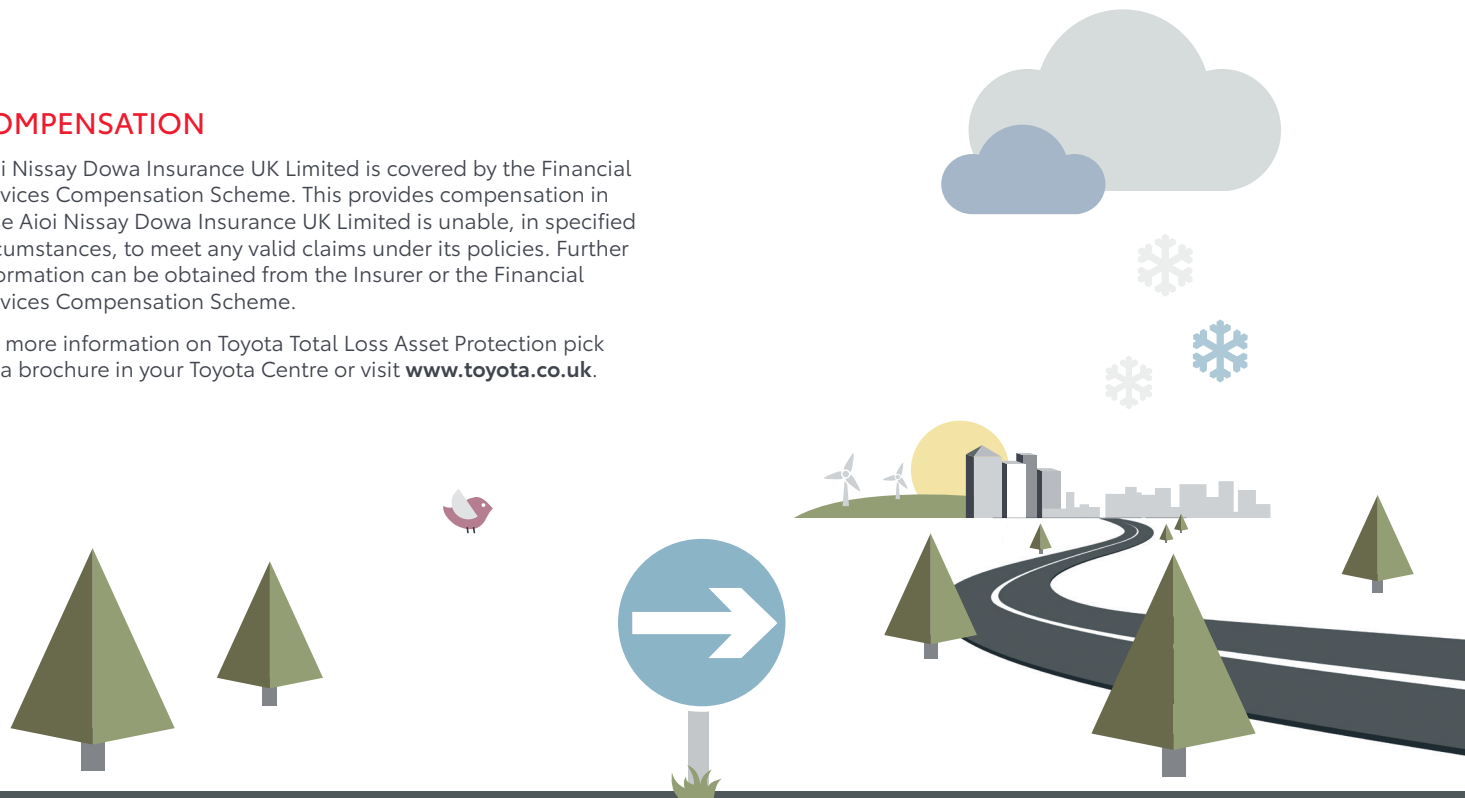 OMPENSATION
i Nissay Dowa Insurance UK Limited is covered by the Financial
vices Compensation Scheme. This provides compensation in
e Aioi Nissay Dowa Insurance UK Limited is unable, in specified
cumstances, to meet any valid claims under its policies. Further
ormation can be obtained from the Insurer or the Financial
vices Compensation Scheme.
more information on Toyota Total Loss Asset Protection pick
a brochure in your Toyota Centre or visit www.toyota.co.uk.